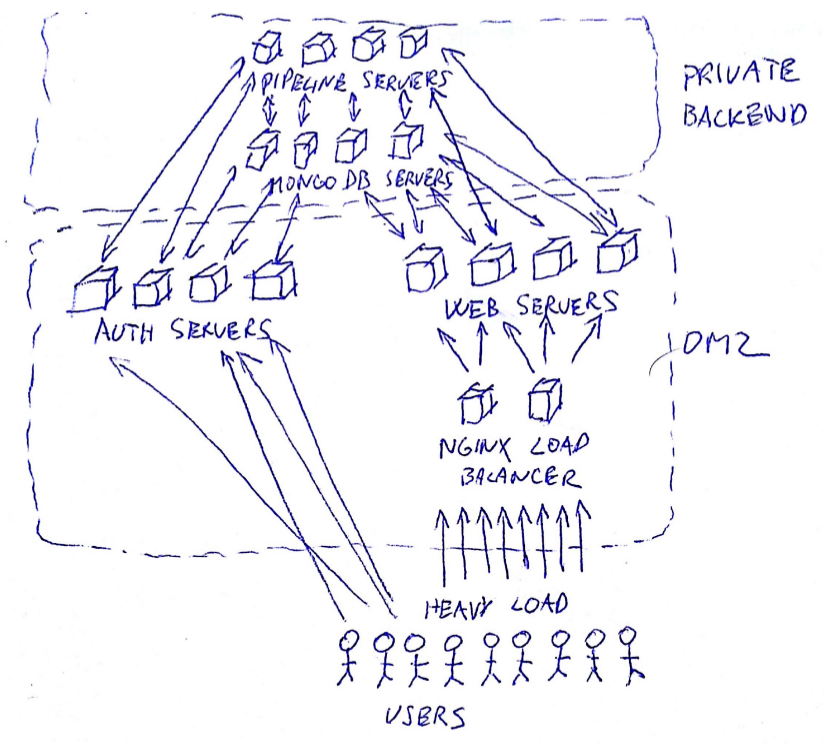 PIPELINE SERVERS
PRIVATE
BACKEND
MONGO DB SERVERS
WEB SERVERS
AUTH SERVERS
DMZ
NGINX LOAD
BALANCER
HEAVY LOAD
USERS